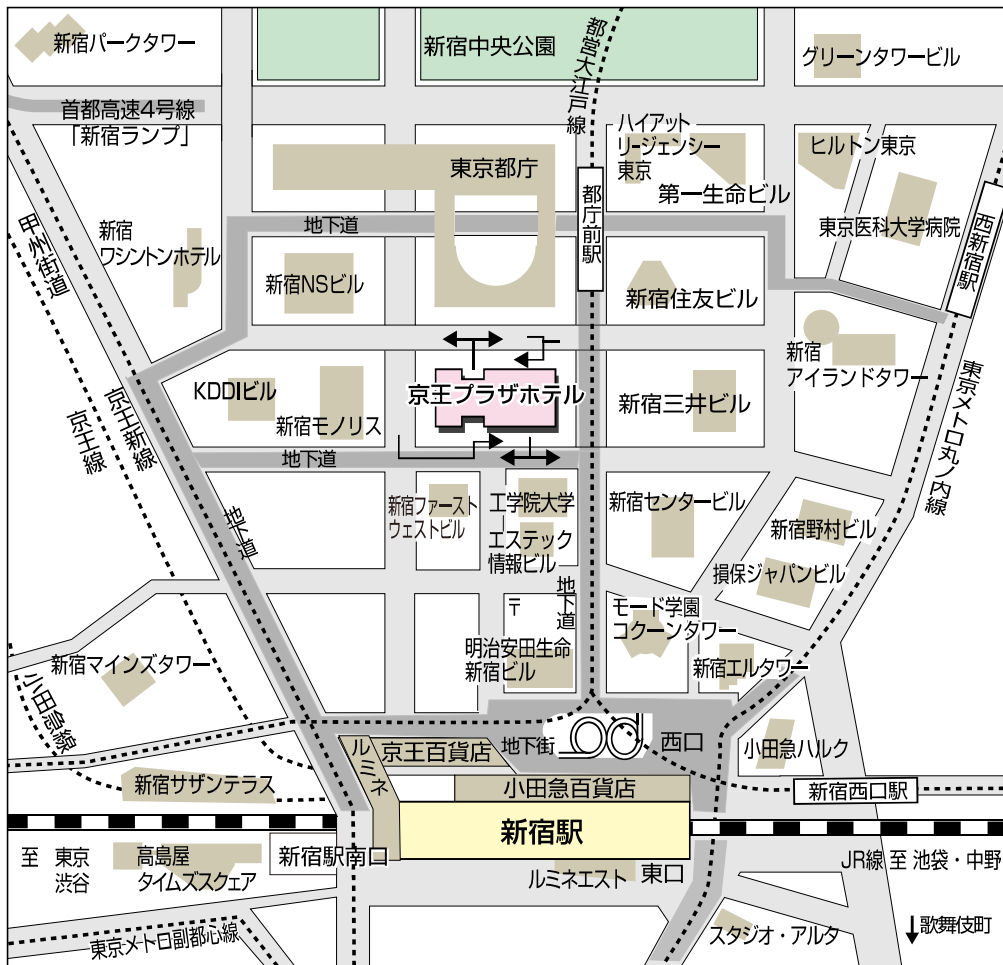 新宿パークタワー
新宿中央公園
都営大江戸線
グリーンタワービル
首都高速4号線
「新宿ランプ」
ハイアット
リージェンシー
東京
ヒルトン東京
東京都庁
第一生命ビル
都庁前駅
東京医科大学病院
西新宿駅
甲州街道
新宿
ワシントンホテル
地下道
新宿NSビル
新宿住友ビル
新宿
アイランドタワー
東京メトロ丸ノ内線
京王新線
京王線
KDDIビル
新宿モノリス
京王プラザホテル
新宿三井ビル
地下道
地下道
新宿ファースト
ウェストビル
工学院大学
エステック
情報ビル
新宿センタービル
新宿野村ビル
損保ジャパンビル
地下道
〒
モード学園
コクーンタワー
明治安田生命
新宿ビル
新宿エルタワー
新宿マインズタワー
小田急線
ルミネ
京王百貨店
地下街
西口
小田急ハルク
新宿サザンテラス
小田急百貨店
新宿西口駅
新宿駅
至 東京
渋谷
高島屋
タイムズスクェア
新宿駅南口
ルミネエスト
東口
JR線 至 池袋・中野
東京メトロ副都心線
スタジオ・アルタ
歌舞伎町